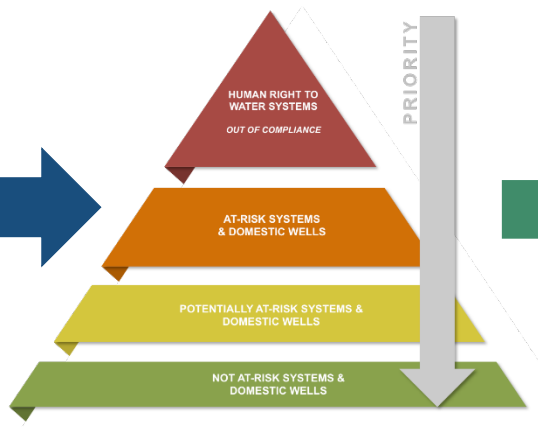 HUMAN RIGHT TO
WATER SYSTEMS
OUT OF COMPLIANCE
PRIORITY
AT-RISK SYSTEMS
& DOMESTIC WELLS
POTENTIALLY AT-RISK SYSTEMS &
DOMESTIC WELLS
NOT AT-RISK SYSTEMS &
DOMESTIC WELLS